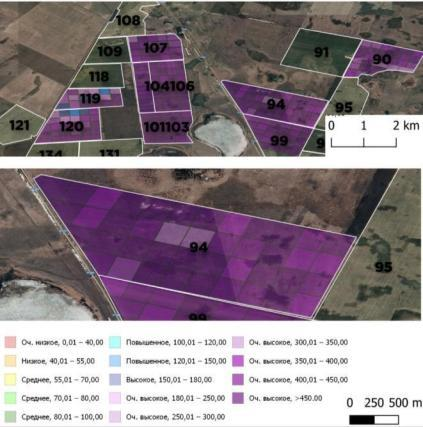 108
109
107
91
90
118
104106
119
94
95
121
120
101103
99
134
131
0 1 2 km
94
95
99
Оч. низкое, 0,01 – 40,00
Низкое, 40,01 – 55,00
Среднее, 55,01 – 70,00
Среднее, 70,01 – 80,00
Среднее, 80,01 – 100,00
Повышенное, 100,01 – 120,00
Повышенное, 120,01 – 150,00
Высокое, 150,01 – 180,00
Оч. высокое, 180,01 – 250,00
Оч. высокое, 250,01 – 300,00
Оч. высокое, 300,01 – 350,00
Оч. высокое, 350,01 – 400,00
Оч. высокое, 400,01 – 450,00
Оч. высокое, >450.00
0 250 500 m